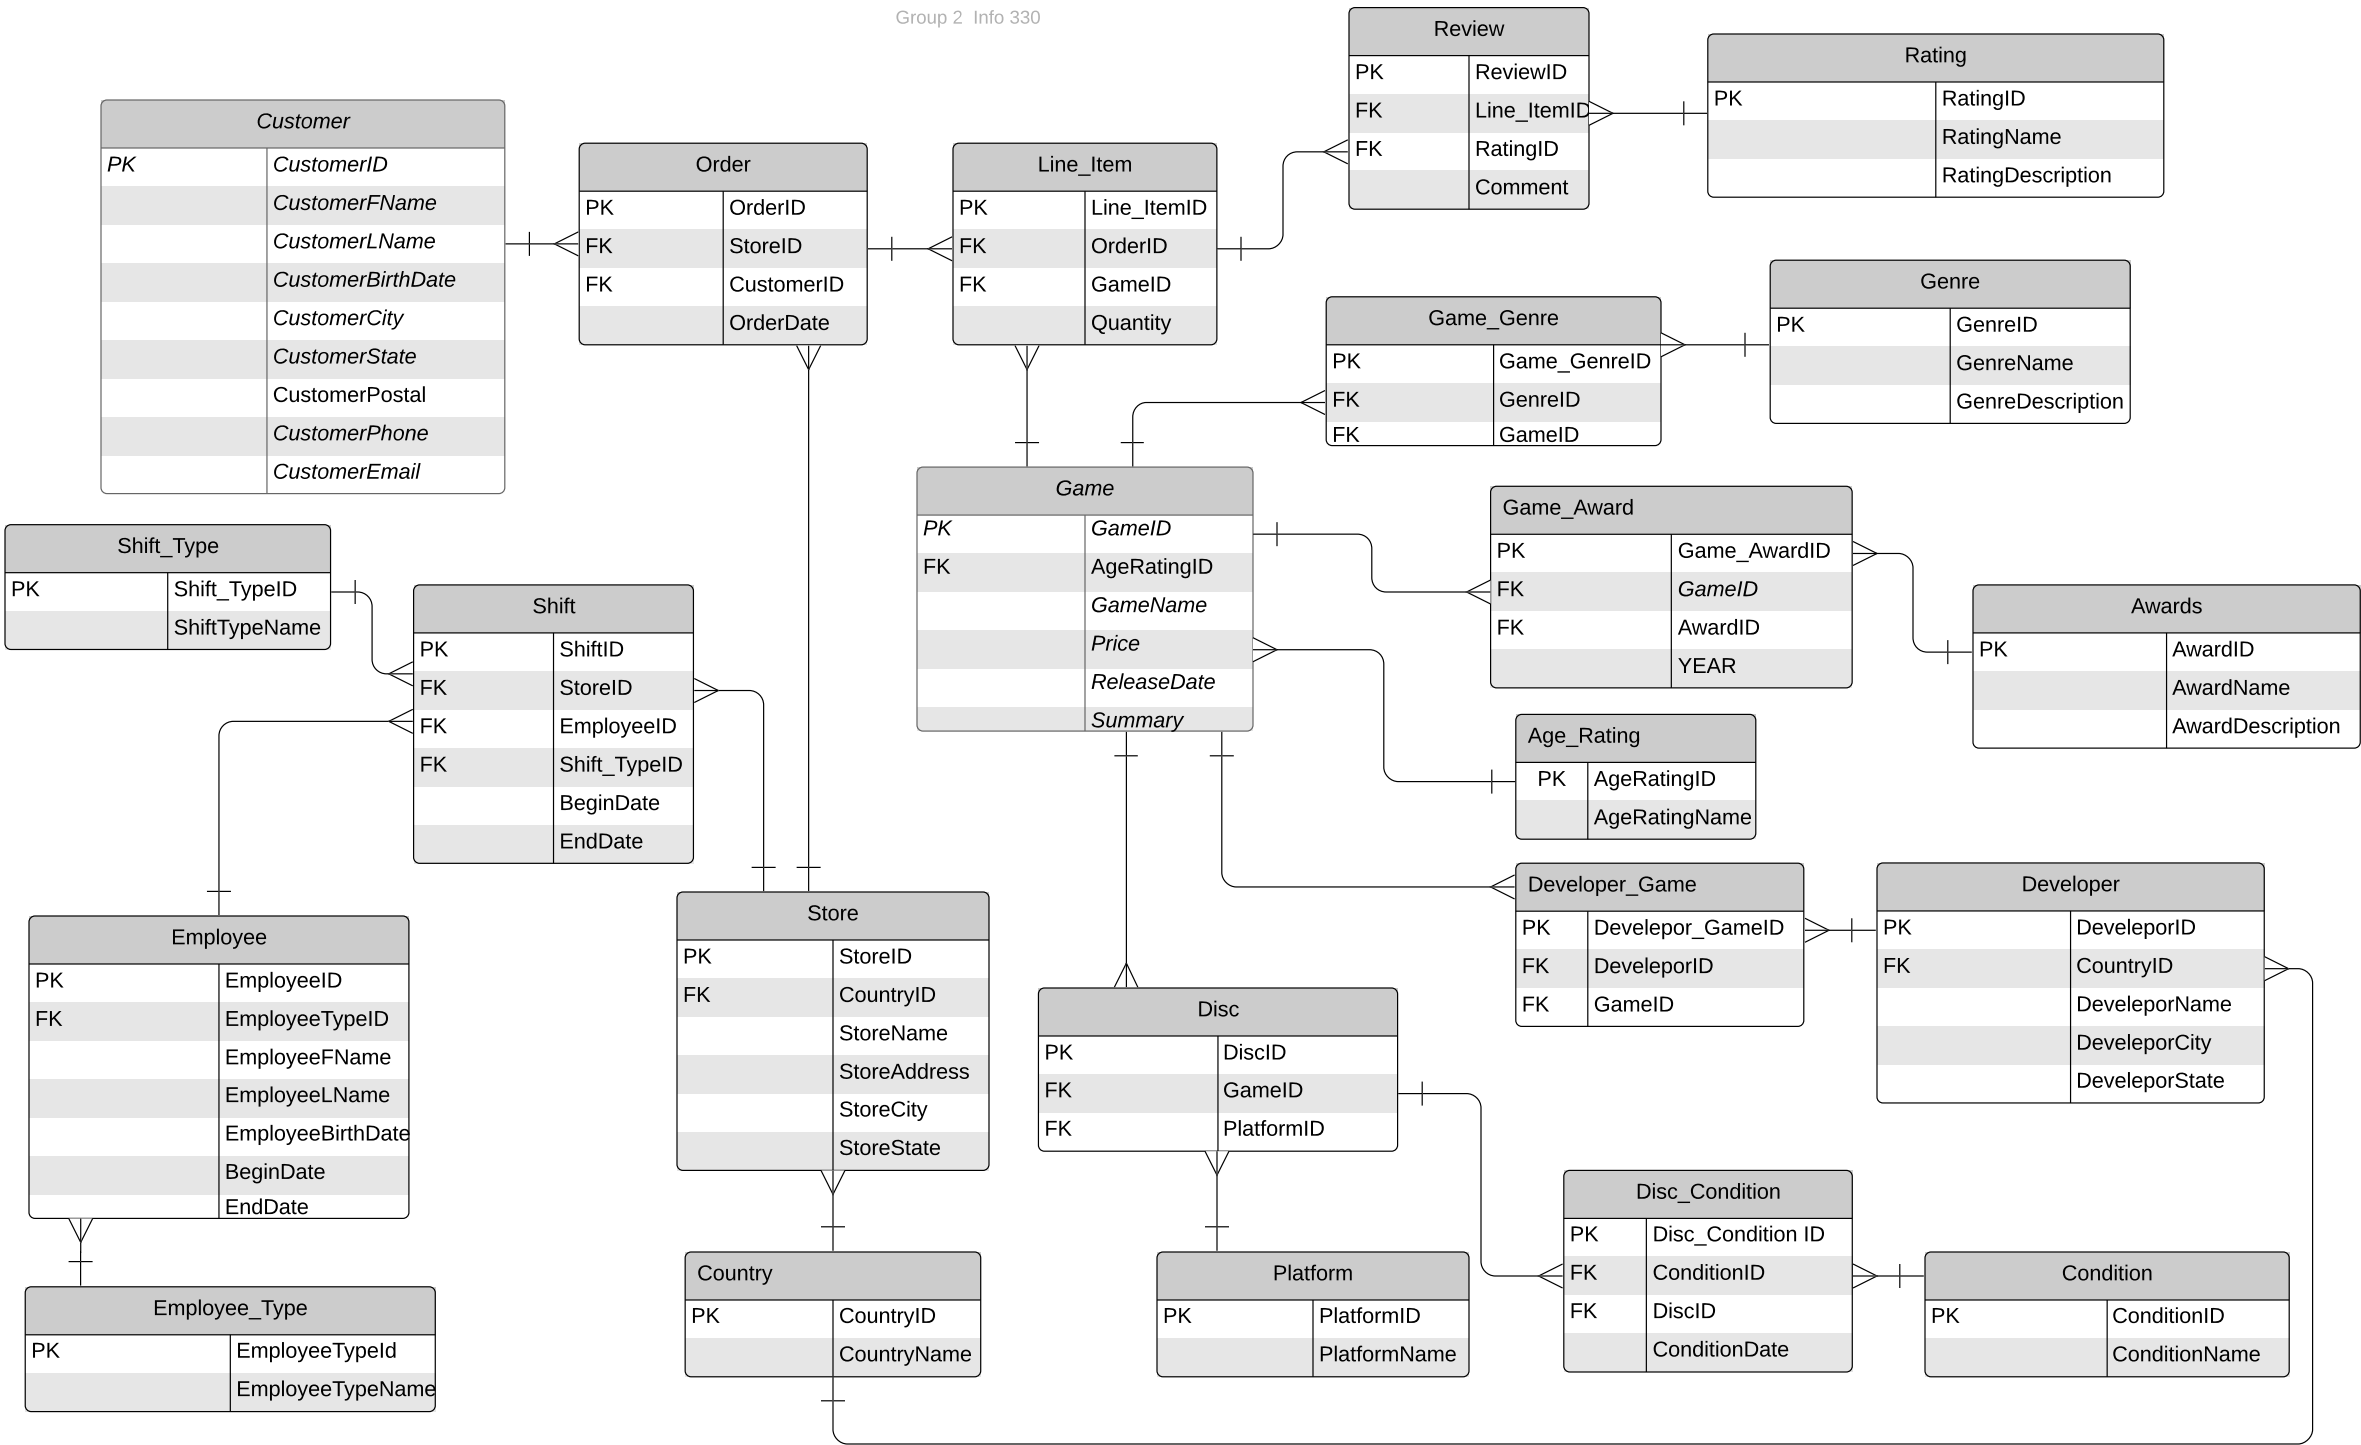 Group 2  Info 330
Customer
PK CustomerID
CustomerFName
CustomerLName
CustomerBirthDate
CustomerCity
CustomerState
CustomerPostal
CustomerPhone
CustomerEmail
Order
PK OrderID
FK StoreID
FK CustomerID
OrderDate
Line_Item
PK Line_ItemID
FK OrderID
FK GameID
Quantity
Review
PK ReviewID
FK Line_ItemID
FK RatingID
Comment
Rating
PK RatingID
RatingName
RatingDescription
Game_Genre
PK Game_GenreID
FK GenreID
FK GameID
Genre
PK GenreID
GenreName
GenreDescription
Shift_Type
PK Shift_TypeID
ShiftTypeName
Shift
PK ShiftID
FK StoreID
FK EmployeeID
FK Shift_TypeID
BeginDate
EndDate
Game
PK GameID
FK AgeRatingID
GameName
Price
ReleaseDate
Summary
Game_Award
PK Game_AwardID
FK GameID
FK AwardID
YEAR
Awards
PK AwardID
AwardName
AwardDescription
Age_Rating
PK AgeRatingID
AgeRatingName
Employee
PK EmployeeID
FK EmployeeTypeID
EmployeeFName
EmployeeLName
EmployeeBirthDate
BeginDate
EndDate
Store
PK StoreID
FK CountryID
StoreName
StoreAddress
StoreCity
StoreState
Developer_Game
PK Develepor_GameID
FK DeveleporID
FK GameID
Developer
PK DeveleporID
FK CountryID
DeveleporName
DeveleporCity
DeveleporState
Disc
PK DiscID
FK GameID
FK PlatformID
Employee_Type
PK EmployeeTypeId
EmployeeTypeName
Country
PK CountryID
CountryName
Platform
PK PlatformID
PlatformName
Disc_Condition
PK Disc_Condition ID
FK ConditionID
FK DiscID
ConditionDate
Condition
PK ConditionID
ConditionName